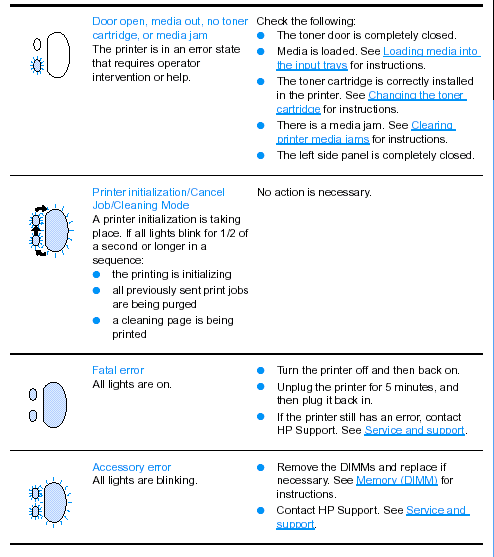 Door open, media out, no toner
cartridge, or media jam
The printer is in an error state
that requires operator
intervention or help.
Check the following:
The toner door is completely closed.
Media is loaded. See Loading media into
the input trays for instructions.
The toner cartridge is correctly installed
in the printer. See Changing the toner
cartridge for instructions.
There is a media jam. See Clearing
printer media jams for instructions.
The left side panel is completely closed.
Printer initialization/Cancel
Job/Cleaning Mode
A printer initialization is taking
place. If all lights blink for 1/2 of
a second or longer in a
sequence:
the printing is initializing
all previously sent print jobs
are being purged
a cleaning page is being
printed
No action is necessary.
Fatal error
All lights are on.
Turn the printer off and then back on.
Unplug the printer for 5 minutes, and
then plug it back in.
If the printer still has an error, contact
HP Support. See Service and support.
Accessory error
All lights are blinking.
Remove the DIMMs and replace if
necessary. See Memory (DIMM) for
instructions.
Contact HP Support. See Service and
support.